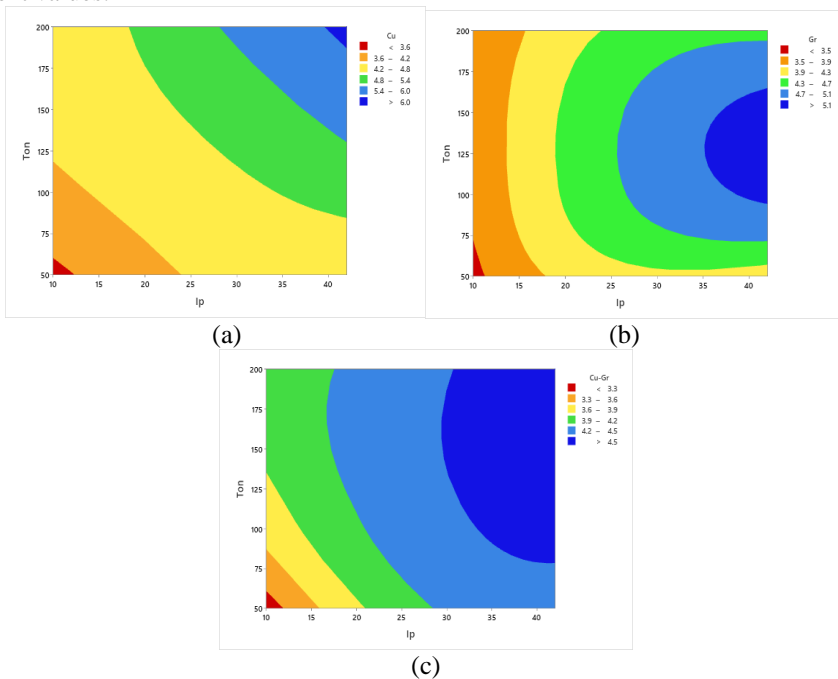 Cu
< 3.6
3.6 – 4.2
4.2 – 4.8
4.8 – 5.4
5.4 – 6.0
> 6.0
200
175
150
125
100
75
50
Ton
10 15 20 25 30 35 40
Ip
(a)
Gr
< 3.5
3.5 – 3.9
3.9 – 4.3
4.3 – 4.7
4.7 – 5.1
> 5.1
200
175
150
125
100
75
50
Ton
10 15 20 25 30 35 40
Ip
(b)
Cu-Gr
< 3.3
3.3 – 3.6
3.6 – 3.9
3.9 – 4.2
4.2 – 4.5
> 4.5
200
175
150
125
100
75
50
Ton
10 15 20 25 30 35 40
Ip
(c)